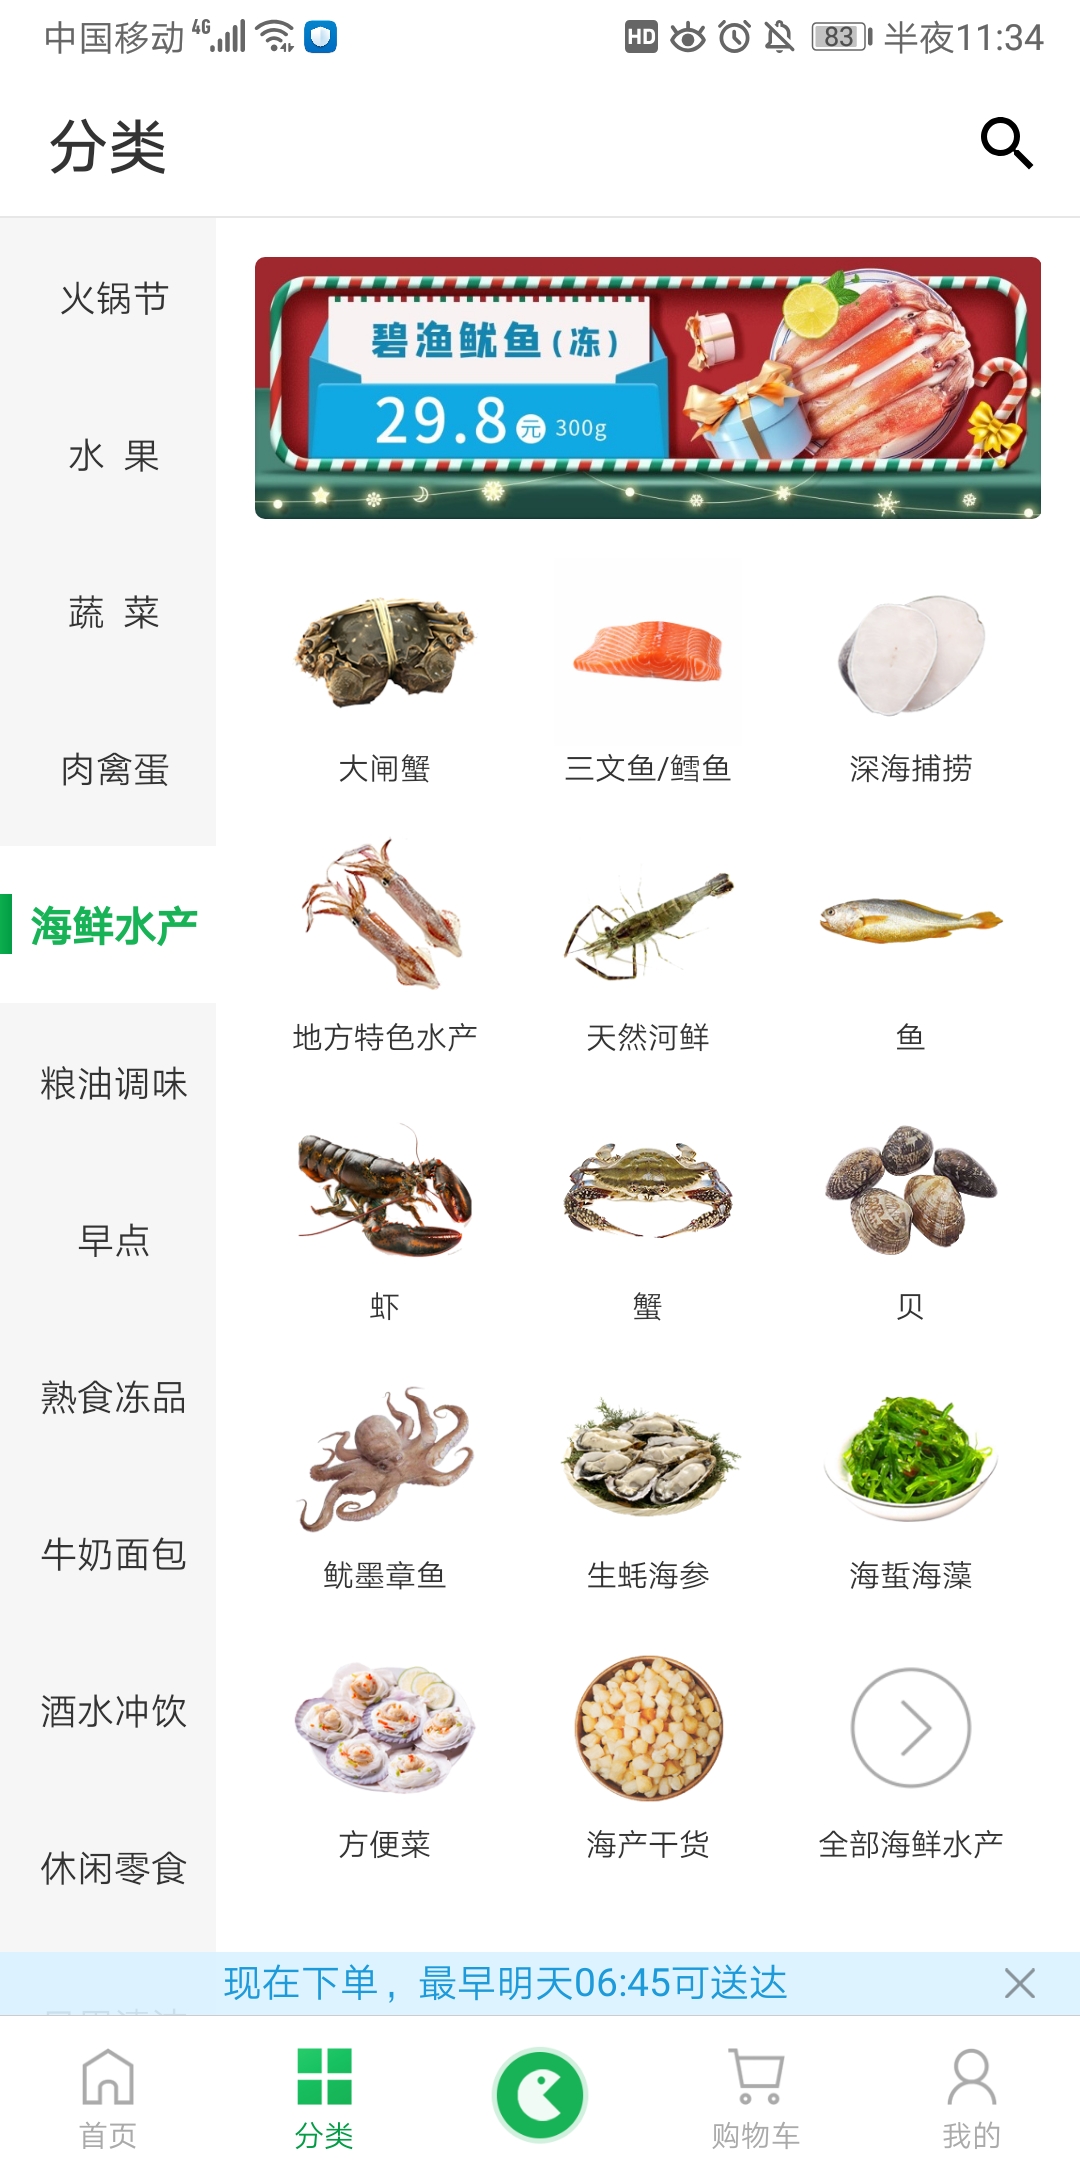 中国移动 4G HD 83 半夜11:34
分类
火锅节
水 果
蔬 菜
肉禽蛋
海鲜水产
粮油调味
早点
熟食冻品
牛奶面包
酒水冲饮
休闲零食
碧渔鱿鱼(冻)
29.8元 300g
大闸蟹 三文鱼/鳕鱼 深海捕捞
地方特色水产 天然河鲜 鱼
虾 蟹 贝
鱿墨章鱼 生蚝海参 海蜇海藻
方便菜 海产干货 全部海鲜水产
现在下单，最早明天06:45可送达
首页 分类 购物车 我的